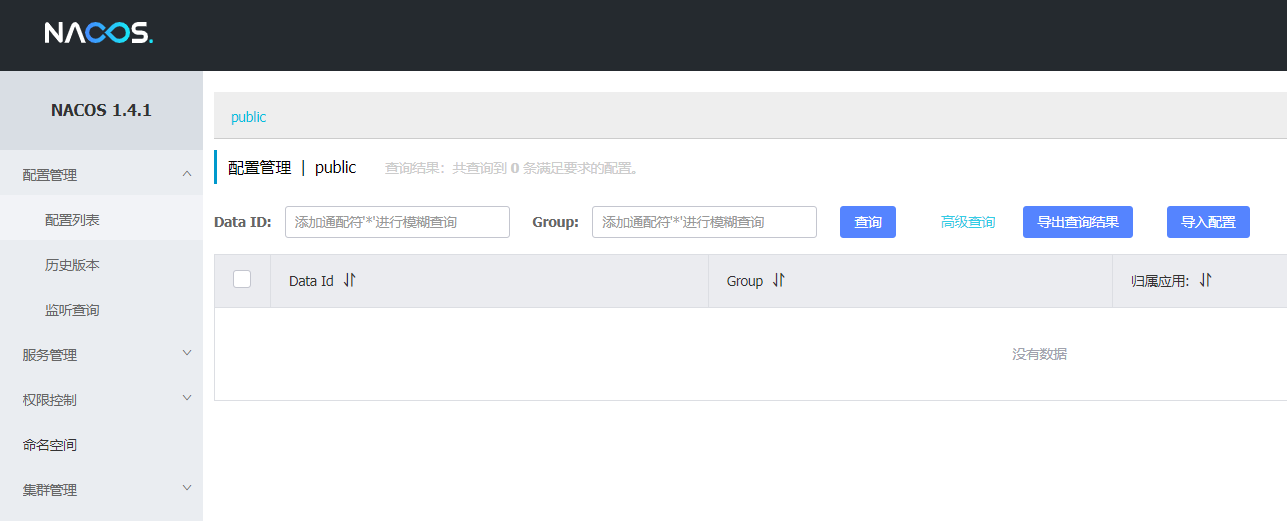 NACOS.
NACOS 1.4.1
public
配置管理 | public 查询结果：共查询到 0 条满足要求的配置。
配置管理
配置列表
历史版本
监听查询
服务管理
权限控制
命名空间
集群管理
Data ID: 添加通配符'*'进行模糊查询 Group: 添加通配符'*'进行模糊查询 查询 高级查询 导出查询结果 导入配置
Data Id Group 归属应用:
没有数据